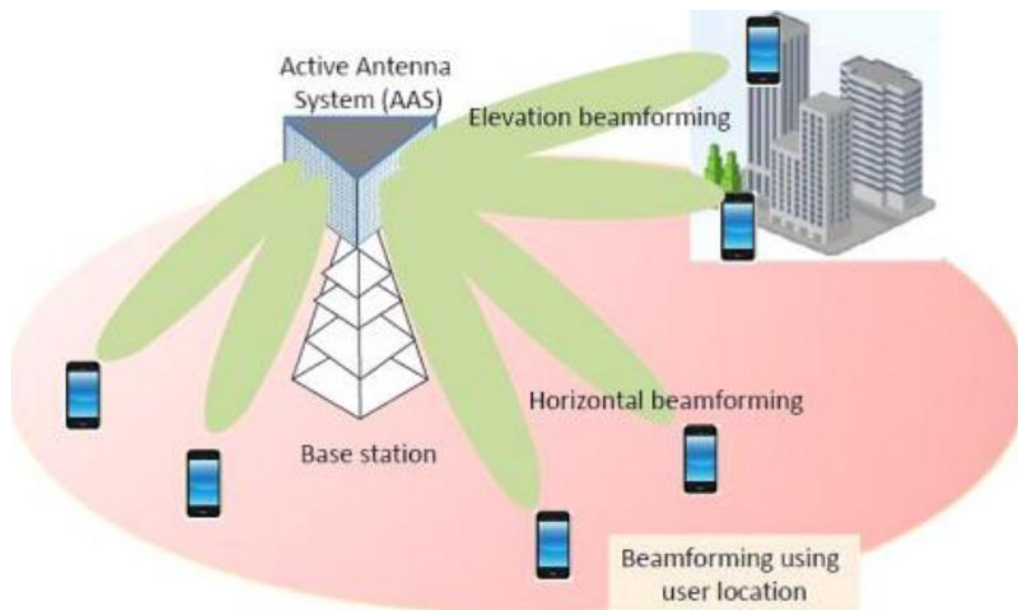 Active Antenna
System (AAS)
Elevation beamforming
Horizontal beamforming
Base station
Beamforming using
user location